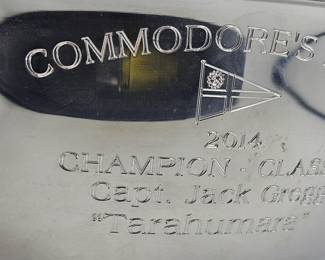 COMMODORE'S
2014
CHAMPION - CLASS
Capt. Jack
"Tarahumara"